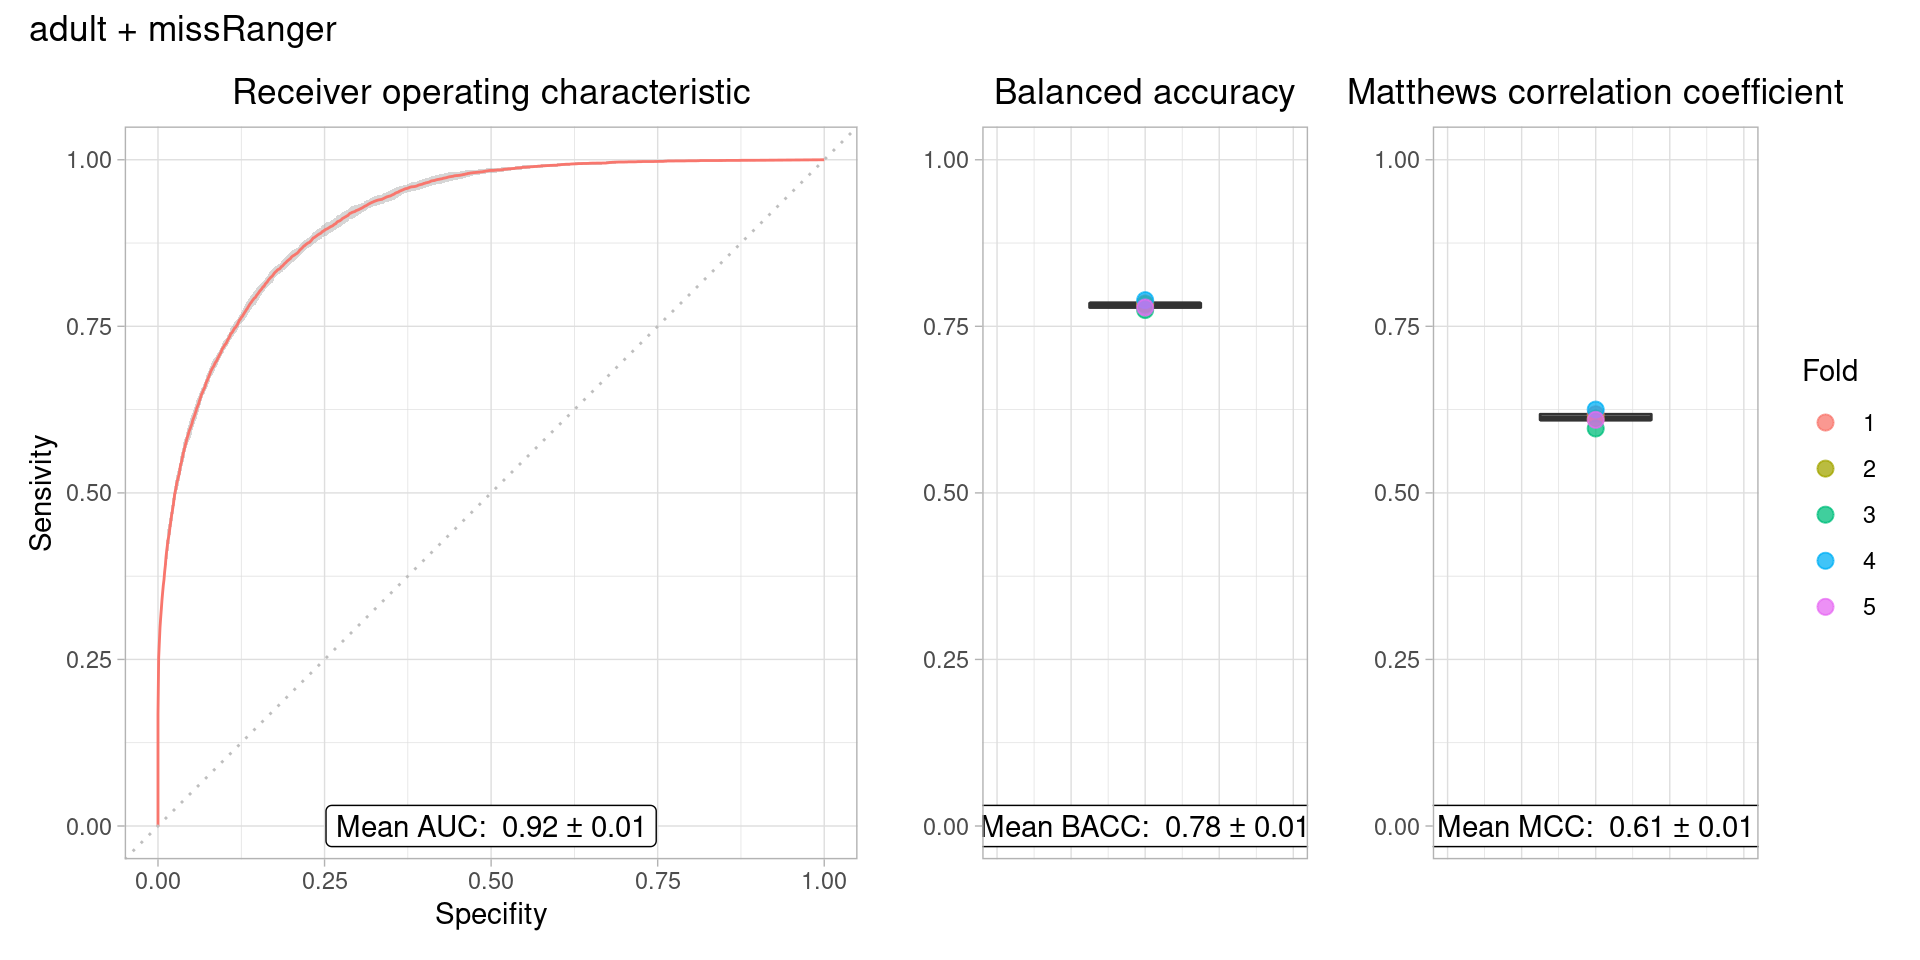 adult + missRanger
Receiver operating characteristic
1.00
0.75
0.50
0.25
0.00
Sensivity
Mean AUC:  0.92 ± 0.01
0.00 0.25 0.50 0.75 1.00
Specifity
Balanced accuracy
1.00
0.75
0.50
0.25
0.00
Mean BACC:  0.78 ± 0.01
Matthews correlation coefficient
1.00
0.75
0.50
0.25
0.00
Mean MCC:  0.61 ± 0.01
Fold
1
2
3
4
5